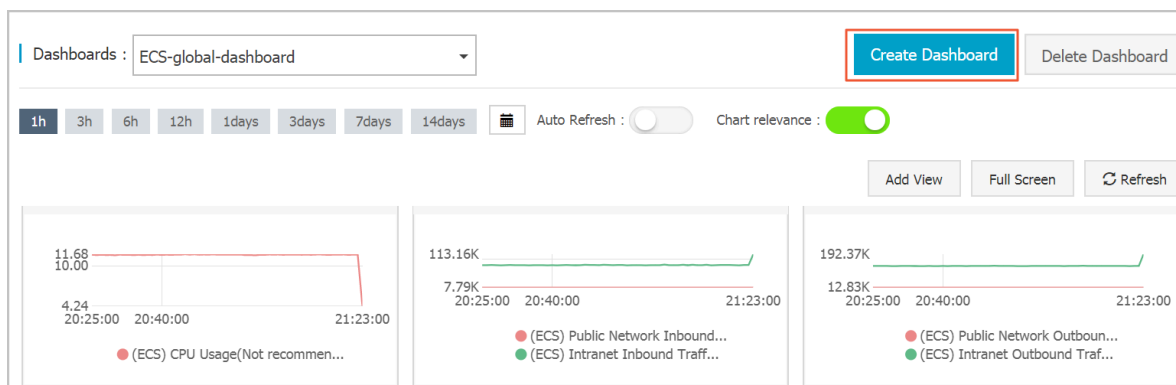 Dashboards : ECS-global-dashboard Create Dashboard Delete Dashboard
1h 3h 6h 12h 1days 3days 7days 14days Auto Refresh : Chart relevance :
Add View Full Screen Refresh
11.68
10.00
4.24
20:25:00 20:40:00 21:23:00
(ECS) CPU Usage(Not recommen...
113.16K
7.79K
20:25:00 20:40:00 21:23:00
(ECS) Public Network Inbound...
(ECS) Intranet Inbound Traff...
192.37K
12.83K
20:25:00 20:40:00 21:23:00
(ECS) Public Network Outboun...
(ECS) Intranet Outbound Traf...